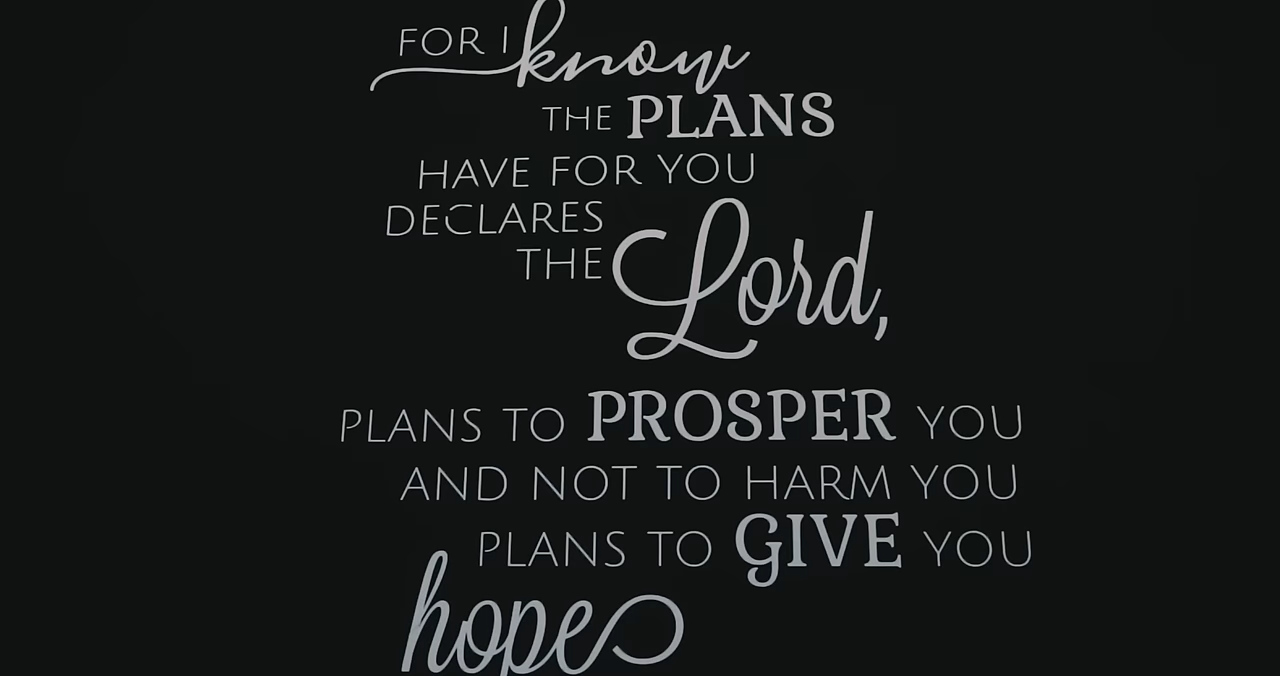 FOR I know
THE PLANS
HAVE FOR YOU
DECLARES
THE Lord,
PLANS TO PROSPER YOU
AND NOT TO HARM YOU
PLANS TO GIVE YOU
hope